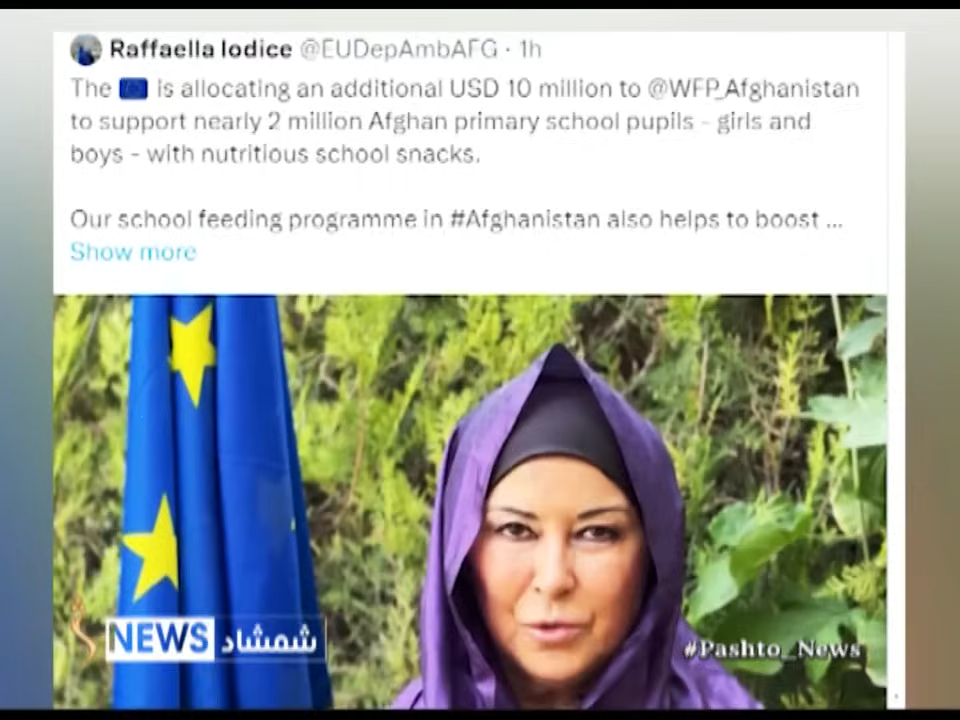 Raffaella Iodice @EUDepAmbAFG · 1h
The 🇪🇺 is allocating an additional USD 10 million to @WFP_Afghanistan
to support nearly 2 million Afghan primary school pupils - girls and
boys - with nutritious school snacks.
Our school feeding programme in #Afghanistan also helps to boost ...
Show more
NEWS شمشاد
#Pashto_News